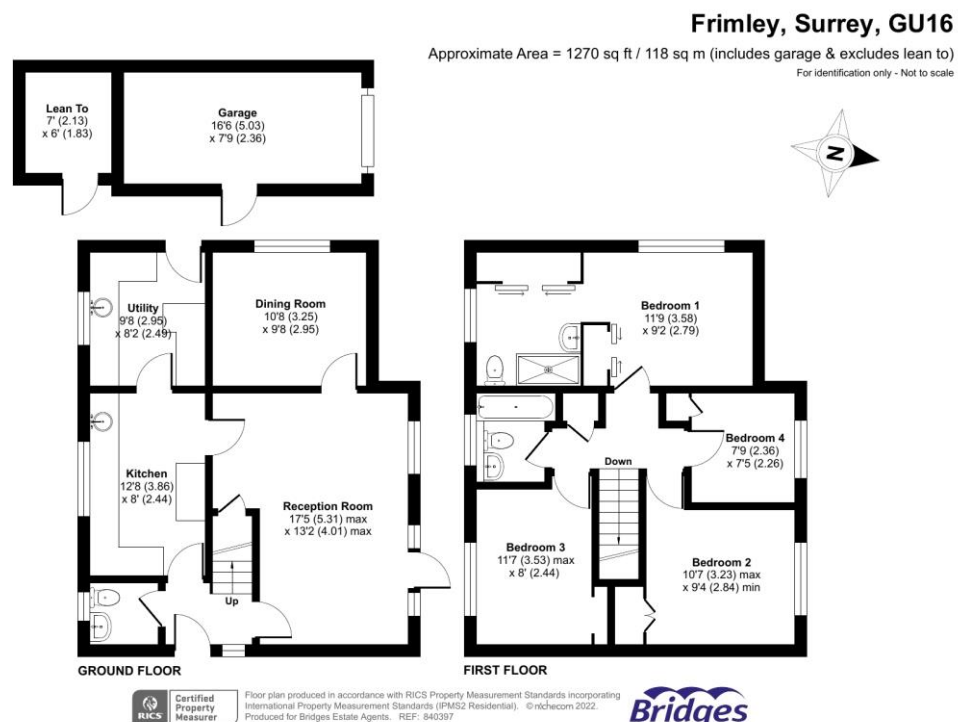 Frimley, Surrey, GU16
Approximate Area = 1270 sq ft / 118 sq m (includes garage & excludes lean to)
For identification only - Not to scale
Lean To
7' (2.13)
x 6' (1.83)
Garage
16'6 (5.03)
x 7'9 (2.36)
N
Utility
9'8 (2.95)
x 8'2 (2.49)
Dining Room
10'8 (3.25)
x 9'8 (2.95)
Kitchen
12'8 (3.86)
x 8' (2.44)
Reception Room
17'5 (5.31) max
x 13'2 (4.01) max
Up
GROUND FLOOR
Bedroom 1
11'9 (3.58)
x 9'2 (2.79)
Bedroom 4
7'9 (2.36)
x 7'5 (2.26)
Down
Bedroom 3
11'7 (3.53) max
x 8' (2.44)
Bedroom 2
10'7 (3.23) max
x 9'4 (2.84) min
FIRST FLOOR
RICS
Certified
Property
Measurer
Floor plan produced in accordance with RICS Property Measurement Standards incorporating
International Property Measurement Standards (IPMS2 Residential). © nichecom 2022.
Produced for Bridges Estate Agents. REF: 840397
Bridges